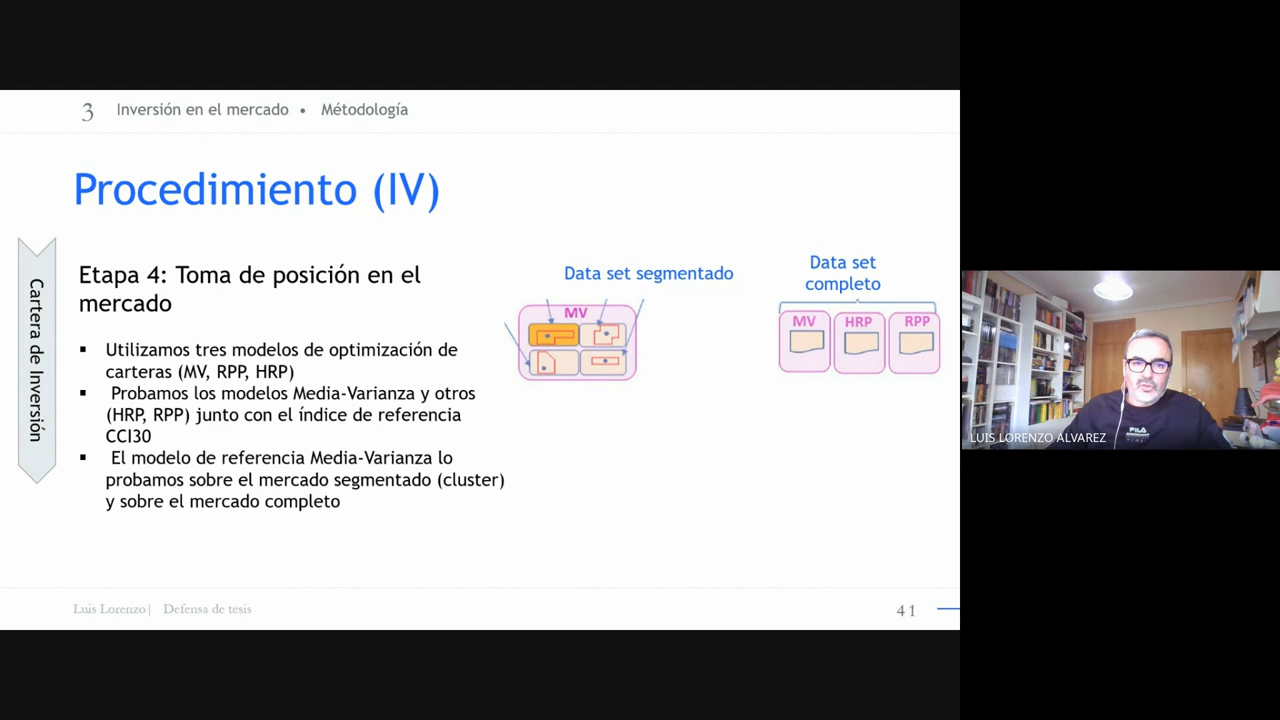 3 Inversión en el mercado • Métodología
Procedimiento (IV)
Cartera de Inversión
Etapa 4: Toma de posición en el
mercado
▪ Utilizamos tres modelos de optimización de
carteras (MV, RPP, HRP)
▪ Probamos los modelos Media-Varianza y otros
(HRP, RPP) junto con el índice de referencia
CCI30
▪ El modelo de referencia Media-Varianza lo
probamos sobre el mercado segmentado (cluster)
y sobre el mercado completo
Data set segmentado
MV
Data set
completo
MV HRP RPP
Luis Lorenzo| Defensa de tesis
41
FILA
LUIS LORENZO ALVAREZ